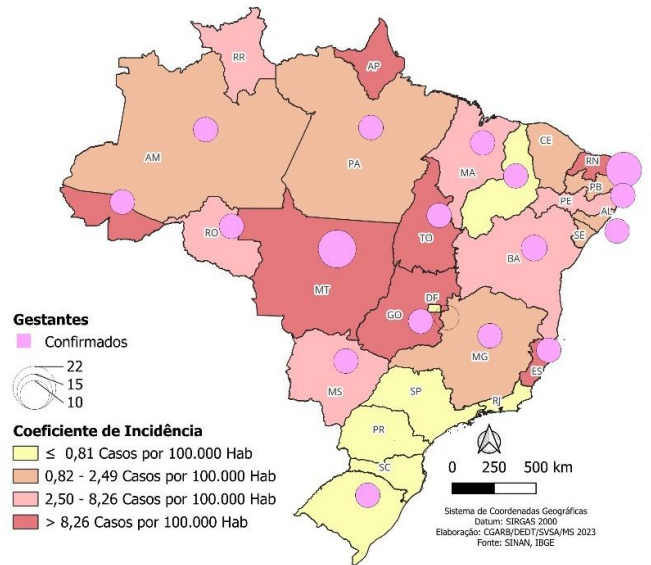 RR
AP
AM
PA
MA
CE
RN
PB
PE
AL
SE
RO
TO
BA
MT
DF
GO
MG
ES
MS
SP
RJ
PR
SC
Gestantes
Confirmados
22
15
10
Coeficiente de Incidência
≤ 0,81 Casos por 100.000 Hab
0,82 - 2,49 Casos por 100.000 Hab
2,50 - 8,26 Casos por 100.000 Hab
> 8,26 Casos por 100.000 Hab
0 250 500 km
Sistema de Coordenadas Geográficas
Datum: SIRGAS 2000
Elaboração: CGARB/DEDT/SVSA/MS 2023
Fonte: SINAN, IBGE